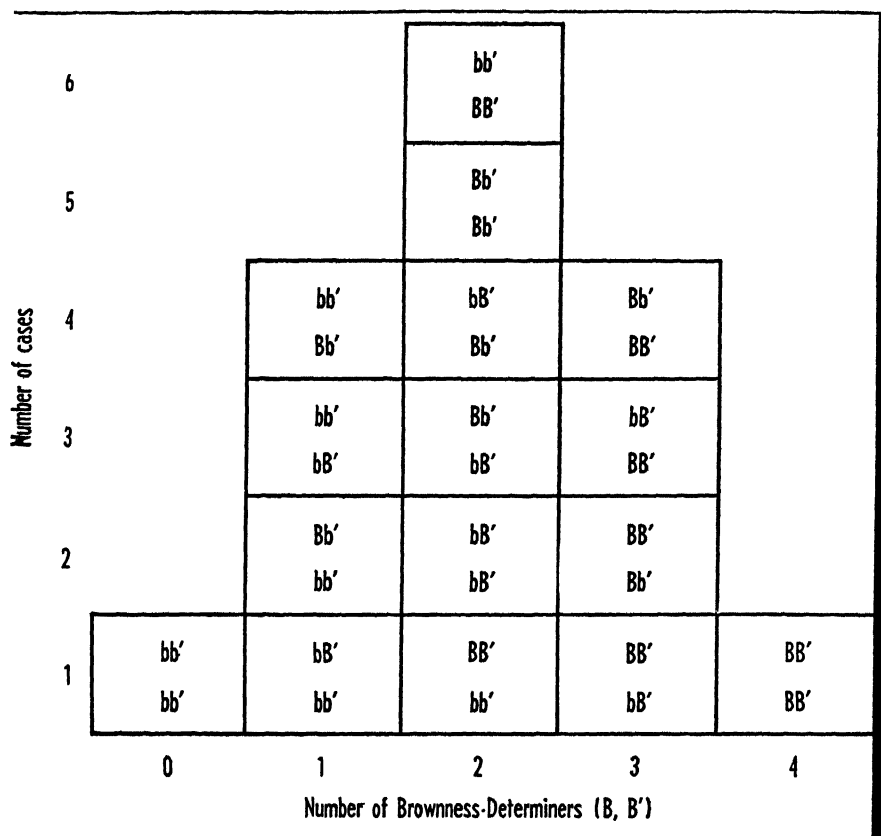 6
bb′
BB′
5
Bb′
Bb′
4
bb′ bB′ Bb′
Bb′ Bb′ BB′
3
bb′ Bb′ bB′
bB′ bB′ BB′
2
Bb′ bB′ BB′
bb′ bB′ Bb′
1
bb′ bB′ BB′ BB′ BB′
bb′ bb′ bb′ bB′ BB′
Number of cases
0 1 2 3 4
Number of Brownness-Determiners (B, B′)